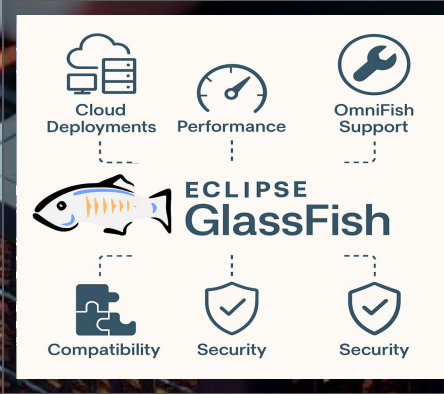 Cloud
Deployments
Performance
OmniFish
Support
ECLIPSE
GlassFish
Compatibility
Security
Security